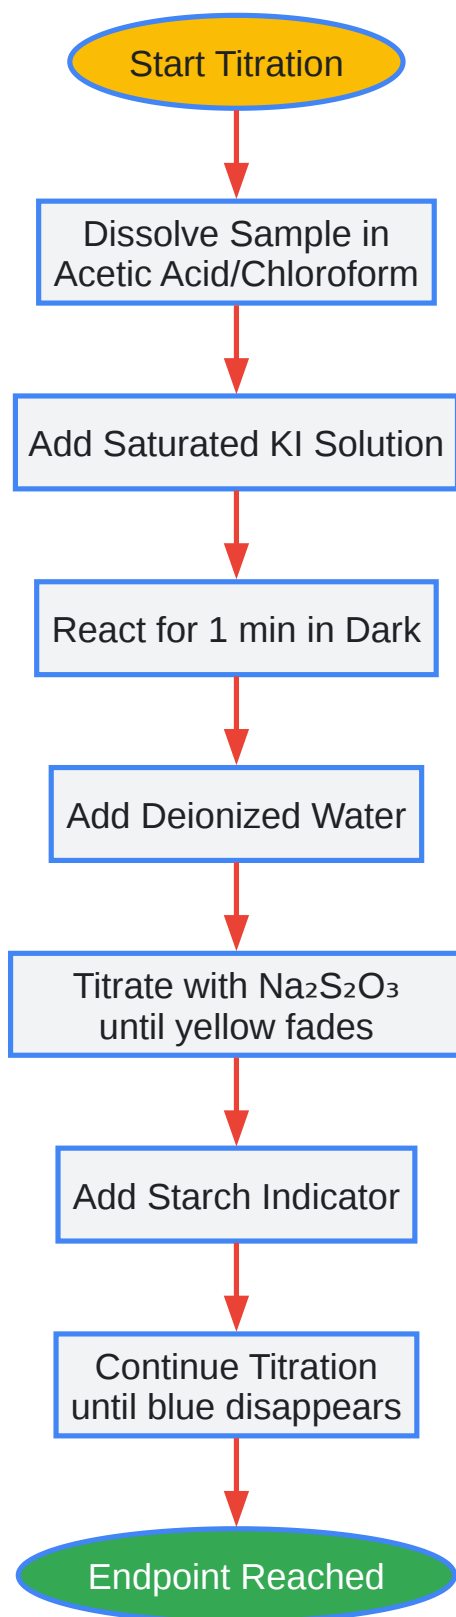 Start Titration
Dissolve Sample in
Acetic Acid/Chloroform
Add Saturated KI Solution
React for 1 min in Dark
Add Deionized Water
Titrate with Na₂S₂O₃
until yellow fades
Add Starch Indicator
Continue Titration
until blue disappears
Endpoint Reached